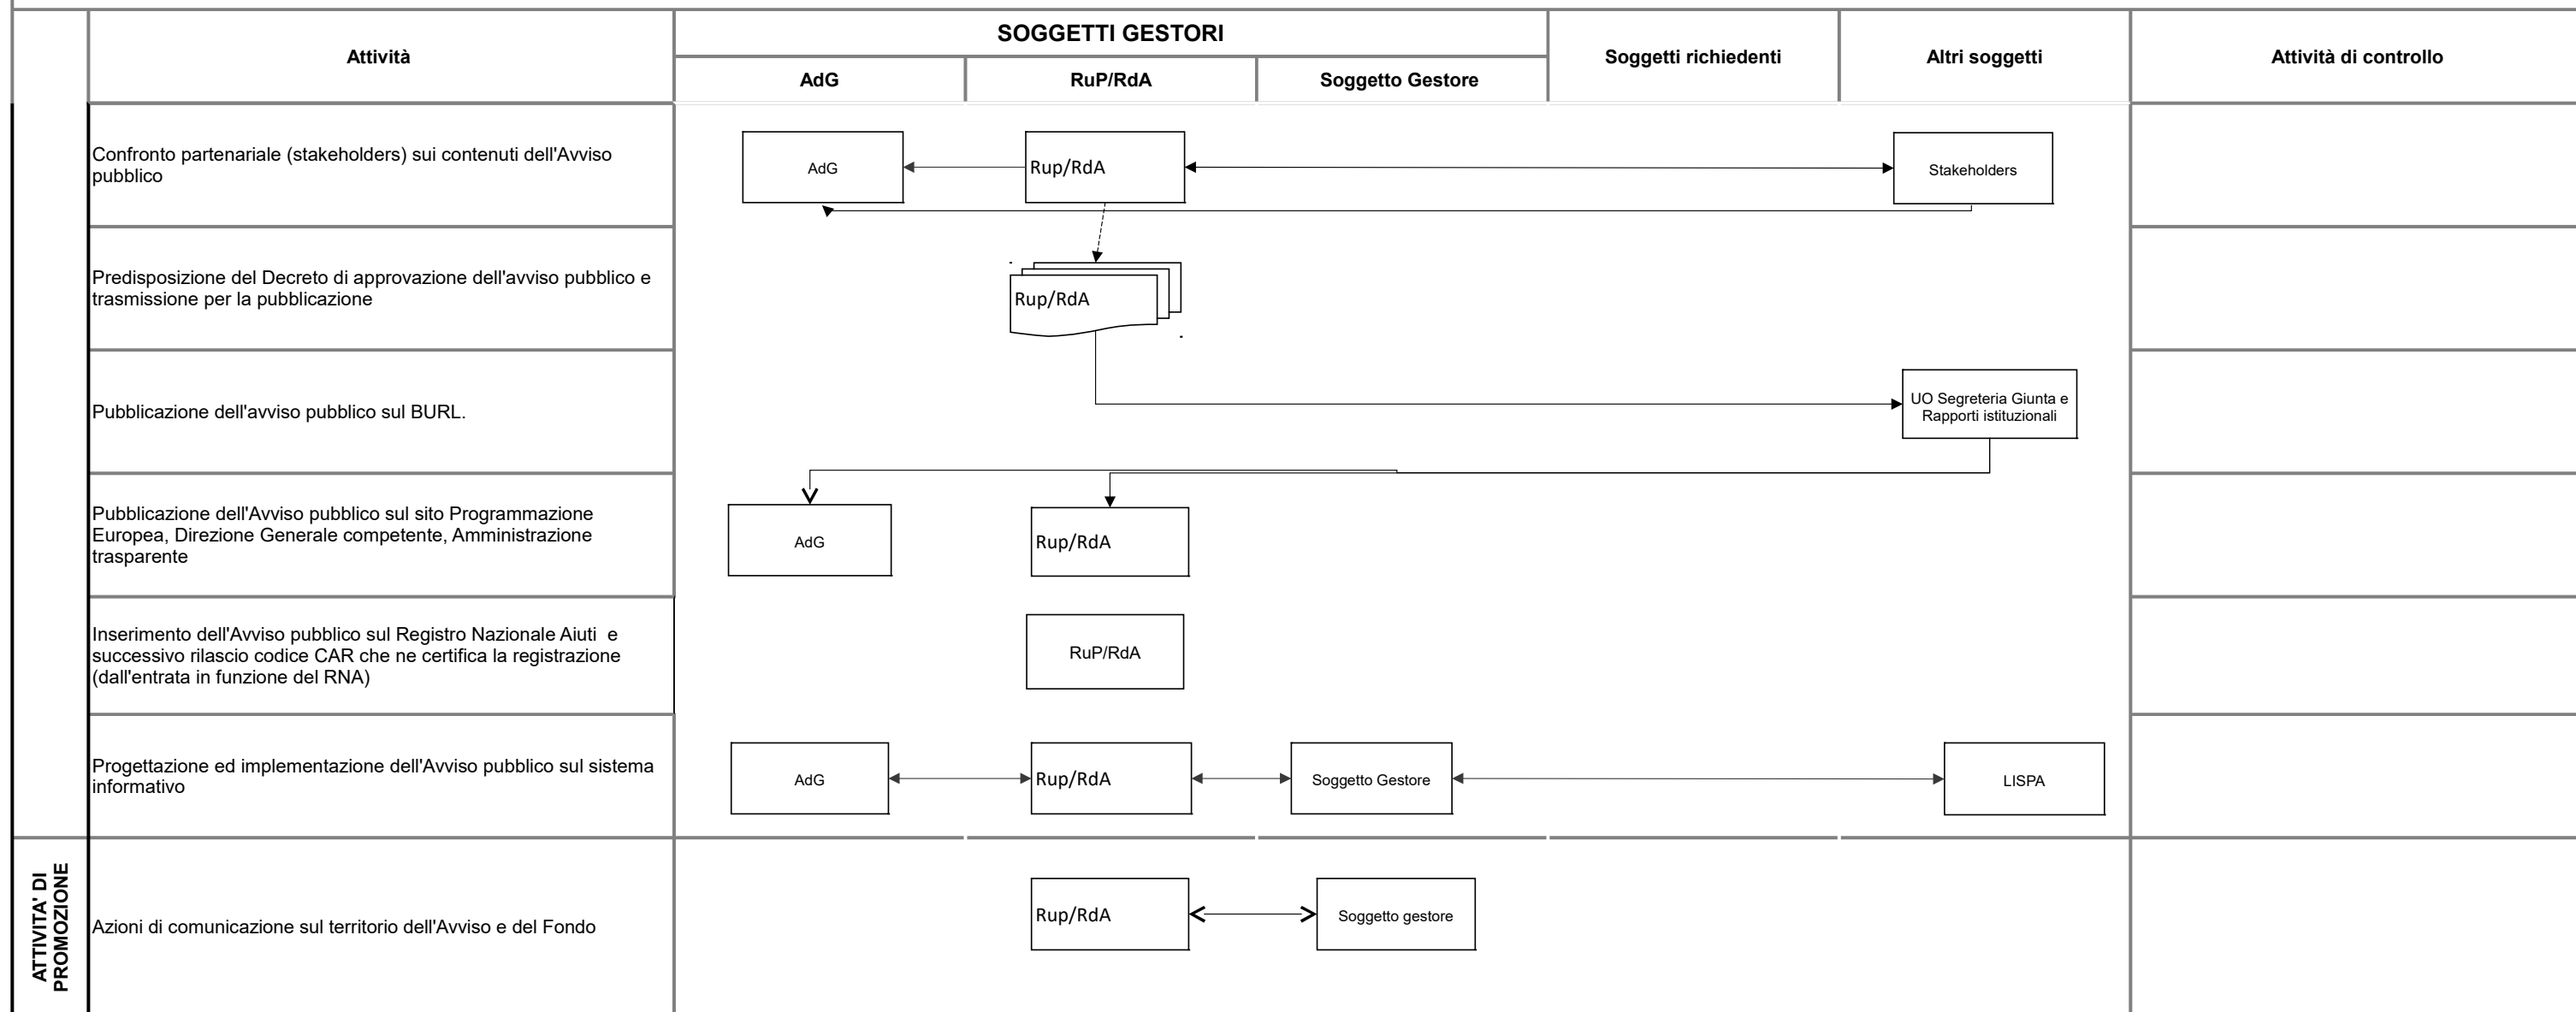 Attività
SOGGETTI GESTORI
Soggetti richiedenti
Altri soggetti
Attività di controllo
AdG
RuP/RdA
Soggetto Gestore
Confronto partenariale (stakeholders) sui contenuti dell'Avviso
pubblico
AdG
Rup/RdA
Stakeholders
Predisposizione del Decreto di approvazione dell'avviso pubblico e
trasmissione per la pubblicazione
Rup/RdA
Pubblicazione dell'avviso pubblico sul BURL.
UO Segreteria Giunta e
Rapporti istituzionali
Pubblicazione dell'Avviso pubblico sul sito Programmazione
Europea, Direzione Generale competente, Amministrazione
trasparente
AdG
Rup/RdA
Inserimento dell'Avviso pubblico sul Registro Nazionale Aiuti  e
successivo rilascio codice CAR che ne certifica la registrazione
(dall'entrata in funzione del RNA)
RuP/RdA
Progettazione ed implementazione dell'Avviso pubblico sul sistema
informativo
AdG
Rup/RdA
Soggetto Gestore
LISPA
ATTIVITA' DI
PROMOZIONE
Azioni di comunicazione sul territorio dell'Avviso e del Fondo
Rup/RdA
Soggetto gestore